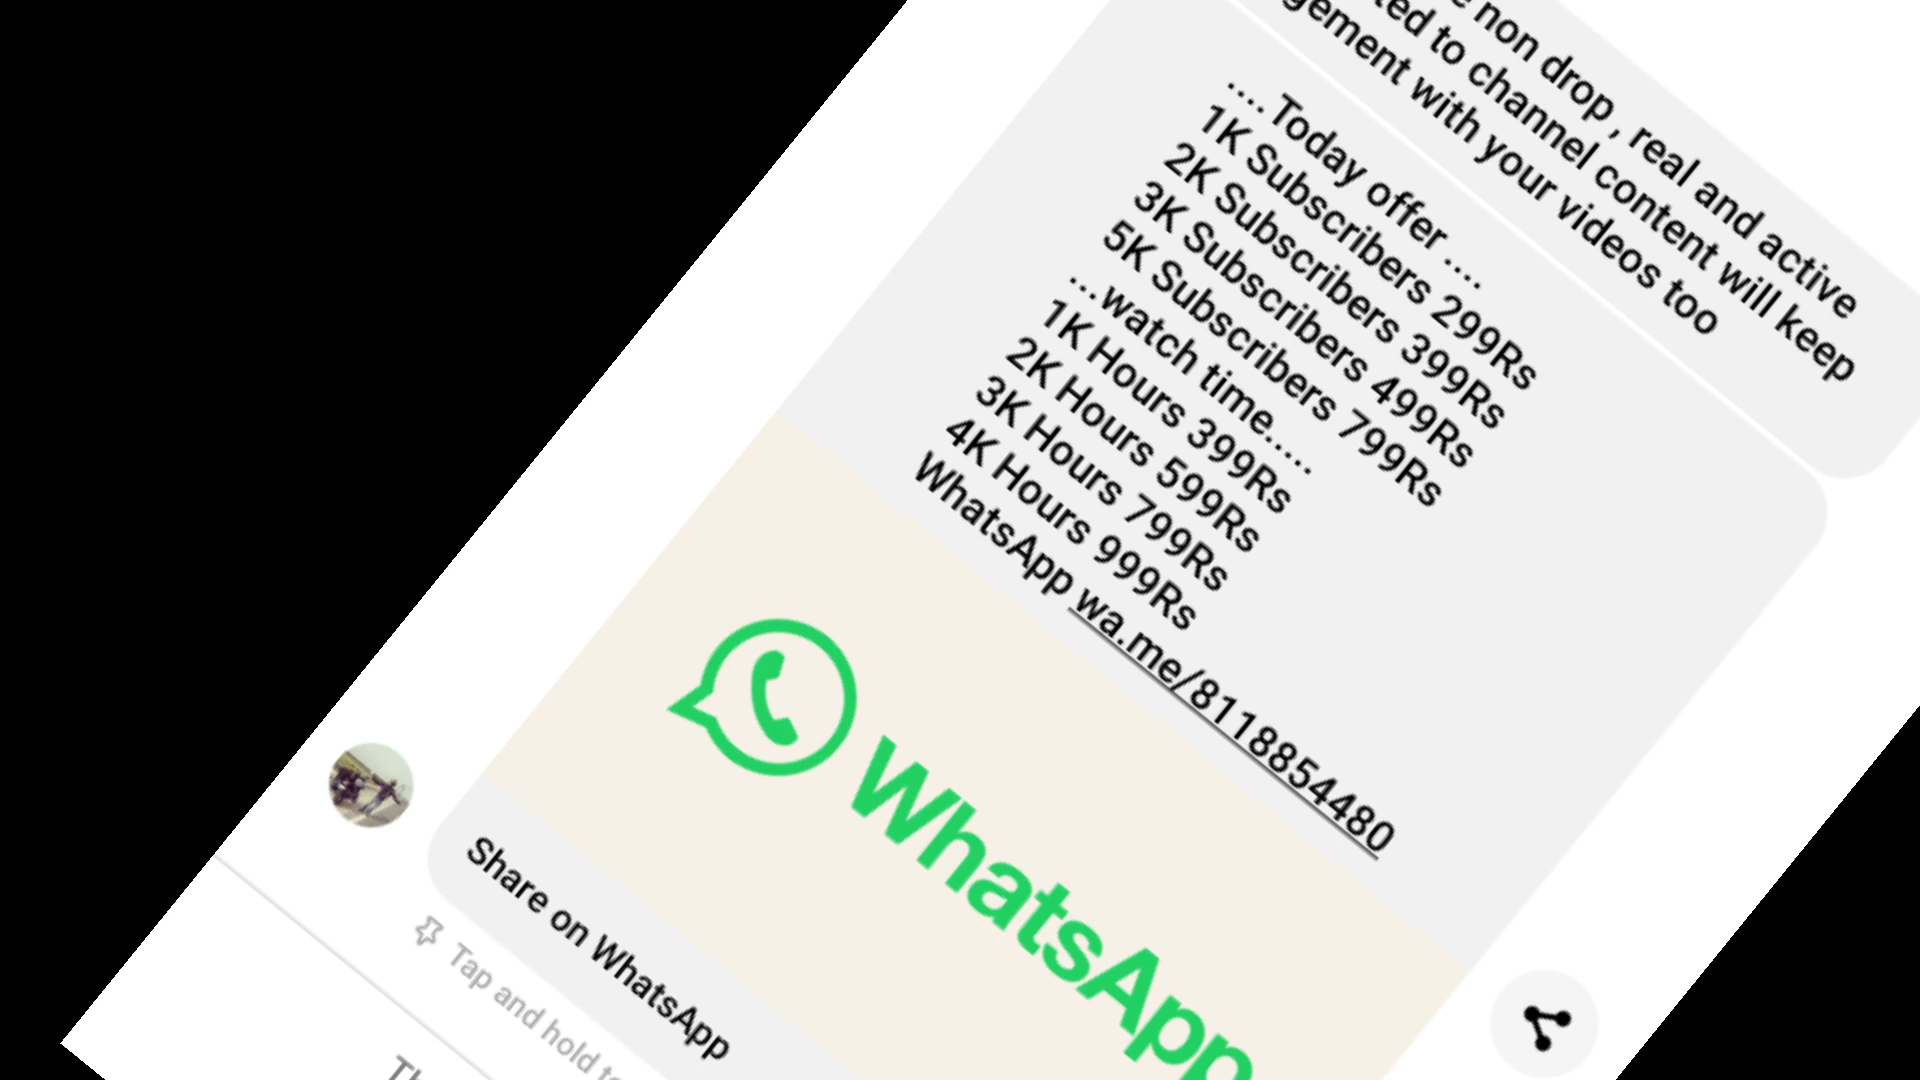 non drop, real and active
to channel content will keep
with your videos too
.... Today offer ....
1K Subscribers 299Rs
2K Subscribers 399Rs
3K Subscribers 499Rs
5K Subscribers 799Rs
...watch time.....
1K Hours 399Rs
2K Hours 599Rs
3K Hours 799Rs
4K Hours 999Rs
WhatsApp wa.me/8118854480
WhatsApp
Share on WhatsApp
Tap and hold